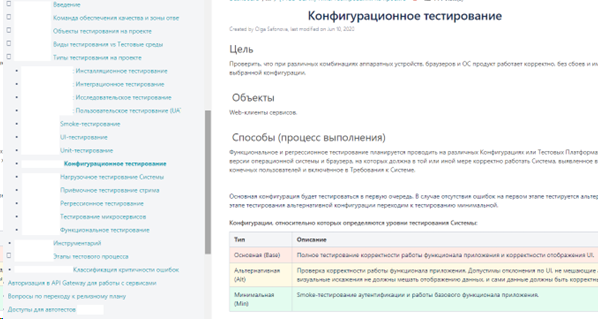 Введение
Команда обеспечения качества и зоны отве
Объекты тестирования на проекте
Виды тестирования vs Тестовые среды
Типы тестирования на проекте
Инсталяционное тестирование
Интеграционное тестирование
Исследовательское тестирование
Пользовательское тестирование (UA
Smoke-тестирование
UI-тестирование
Unit-тестирование
Конфигурационное тестирование
Нагрузочное тестирование Системы
Приёмочное тестирование стрима
Регрессионное тестирование
Тестирование микросервисов
Функциональное тестирование
Инструментарий
Этапы тестового процесса
Классификация критичности ошибок
Авторизация в API Gateway для работы с сервисами
Вопросы по переходу к релизному плану
Доступы для автотестов
Конфигурационное тестирование
Created by Olga Safonova, last modified on Jun 10, 2020
Цель
Проверить, что при различных комбинациях аппаратных устройств, браузеров и ОС продукт работает корректно, без сбоев и
выбранной конфигурации.
Объекты
Web-клиенты сервисов.
Способы (процесс выполнения)
Функциональное и регрессионное тестирование планируется проводить на различных Конфигурациях или Тестовых Платформа
версии операционной системы и браузера, на которых должна в той или иной мере корректно работать Система, выявленное в
конечных пользователей и включённое в Требования к Системе.
Основная конфигурация будет тестироваться в первую очередь. В случае отсутствия ошибок на первом этапе тестируется альтер
этапе тестирования альтернативной конфигурации переходим к тестированию минимальной.
Конфигурации, относительно которых определяются уровни тестирования Системы:
Тип Описание
Основная (Base) Полное тестирование корректности работы функционала приложения и корректности отображения UI.
Альтернативная (Alt) Проверка корректности работы функционала приложения. Допустимы отклонения по UI, не мешающие
визуальные искажения не должны мешать отображению данных, и сами данные должны быть коррект
Минимальная (Min) Smoke-тестирование аутентификации и работы базового функционала приложения.